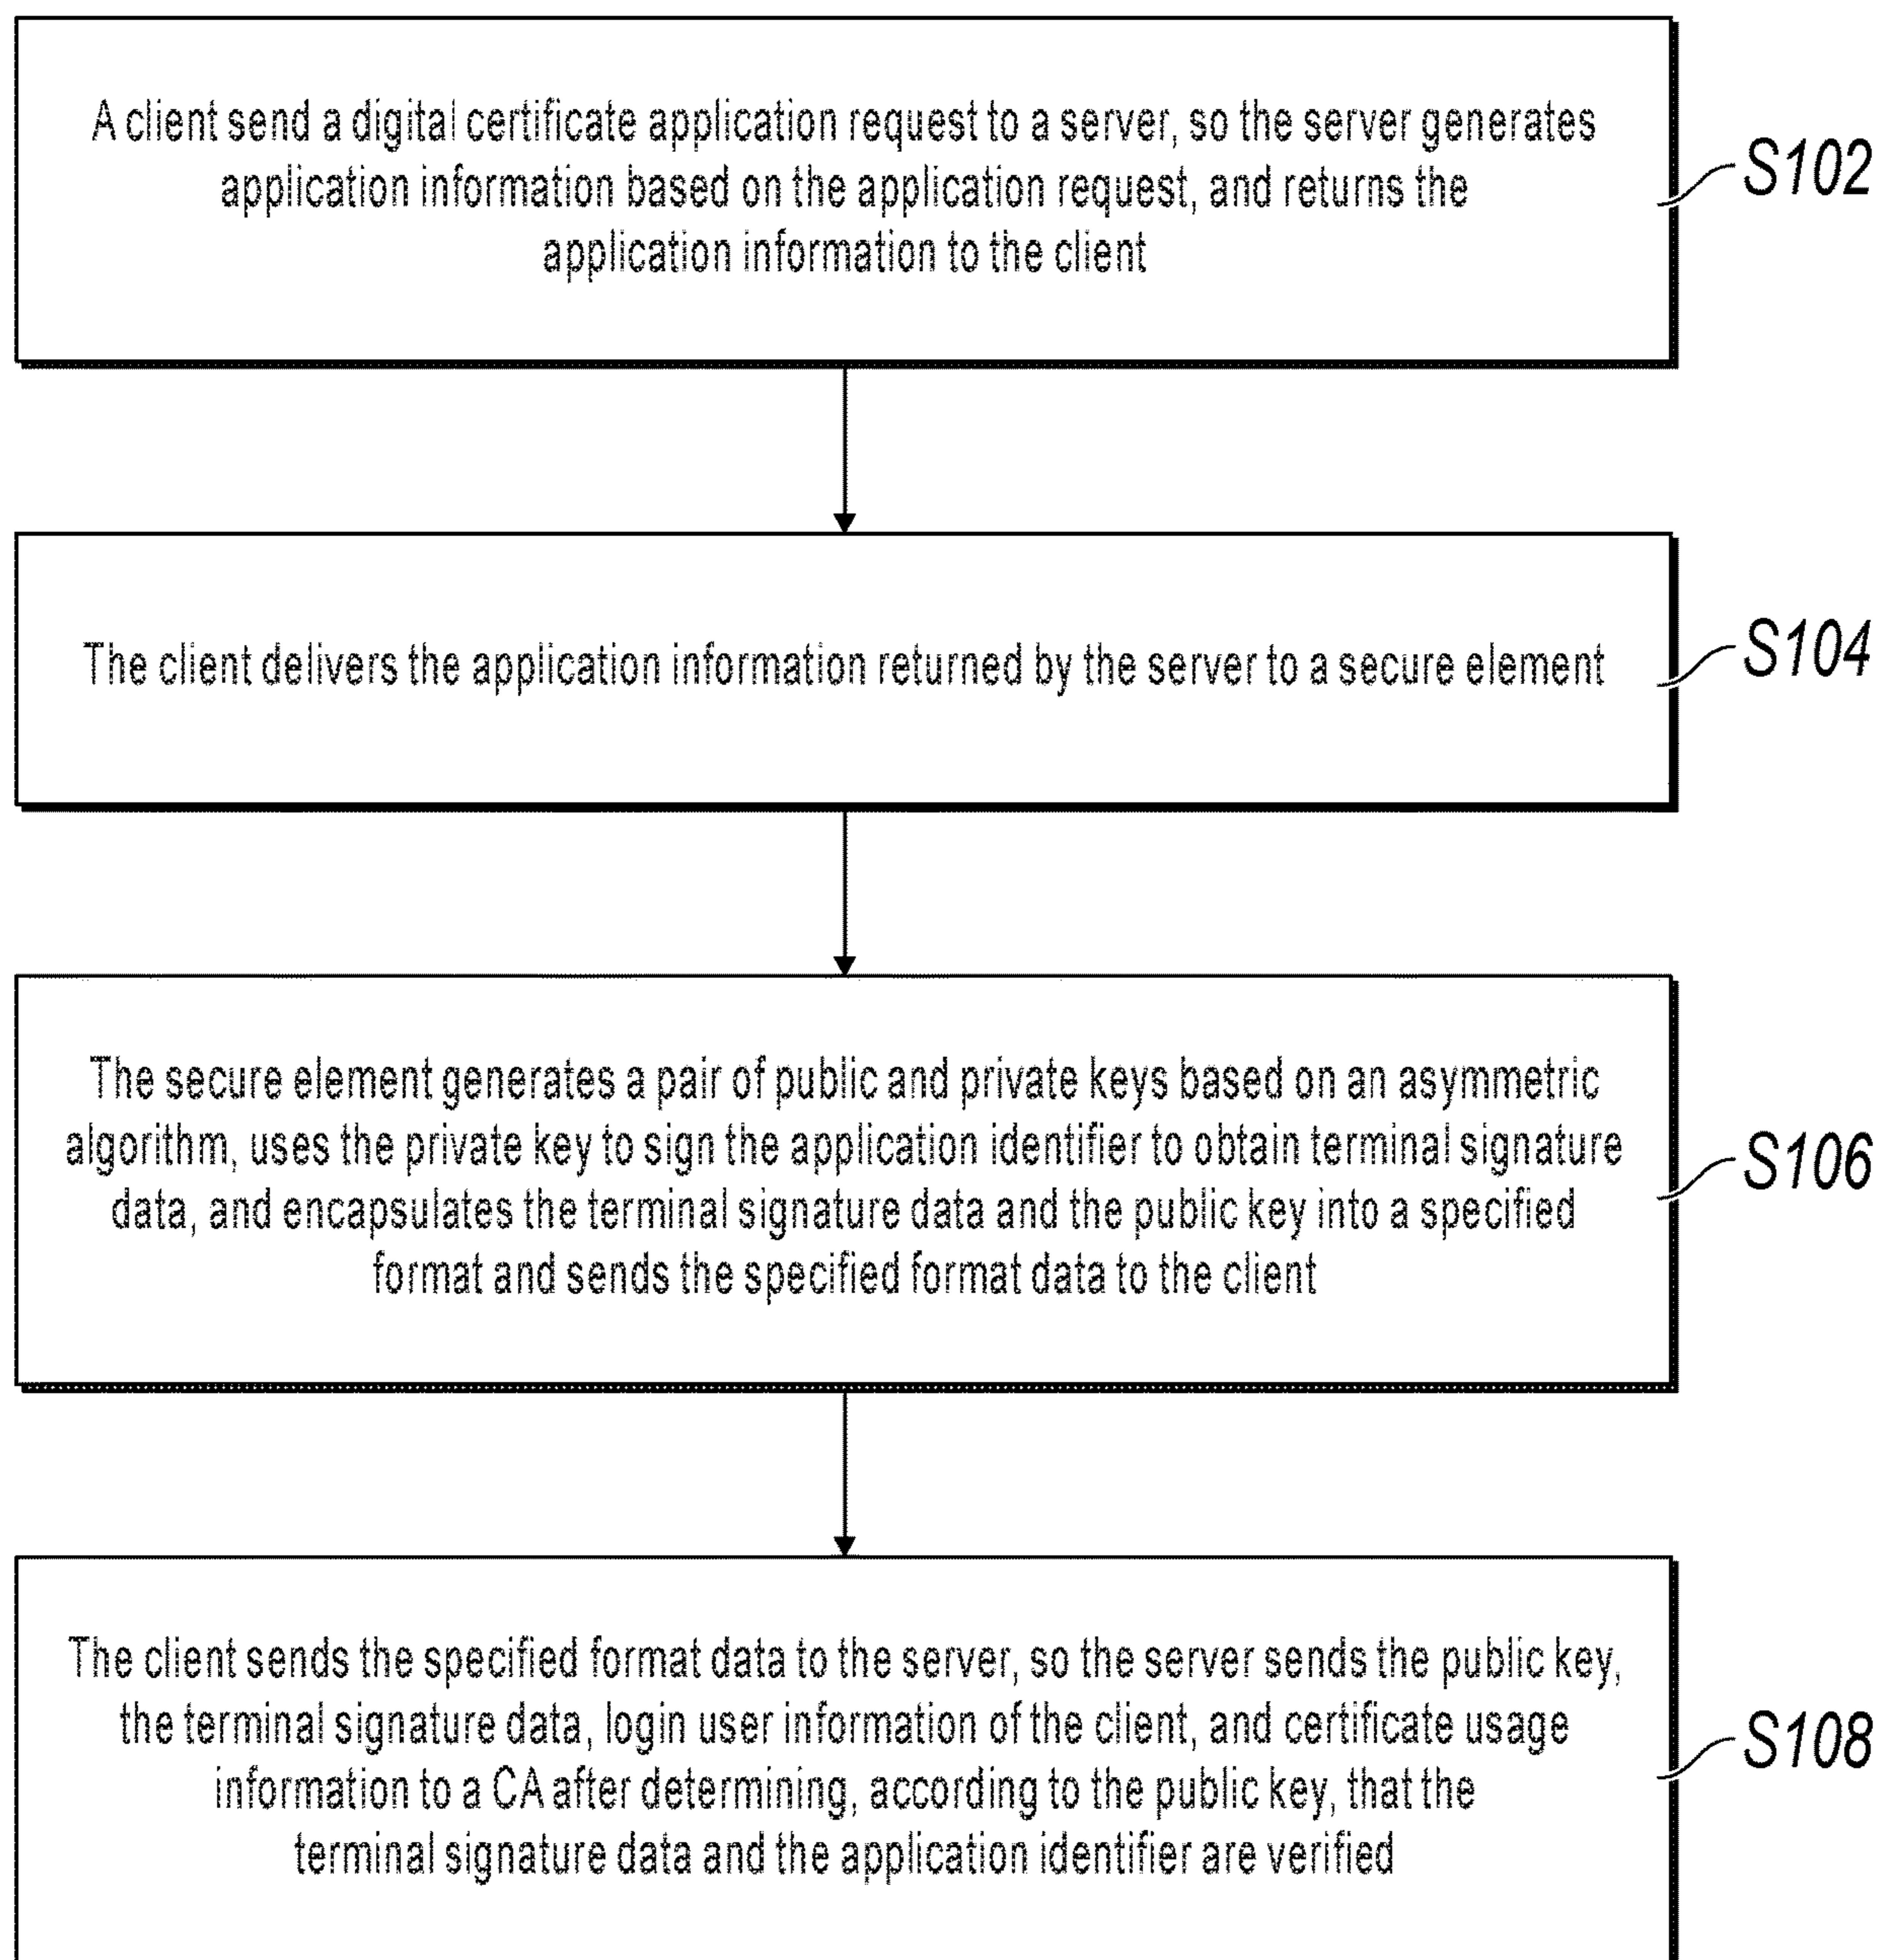 A client send a digital certificate application request to a server, so the server generates
application information based on the application request, and returns the
application information to the client
S102
The client delivers the application information returned by the server to a secure element
S104
The secure element generates a pair of public and private keys based on an asymmetric
algorithm, uses the private key to sign the application identifier to obtain terminal signature
data, and encapsulates the terminal signature data and the public key into a specified
format and sends the specified format data to the client
S106
The client sends the specified format data to the server, so the server sends the public key,
the terminal signature data, login user information of the client, and certificate usage
information to a CA after determining, according to the public key, that the
terminal signature data and the application identifier are verified
S108